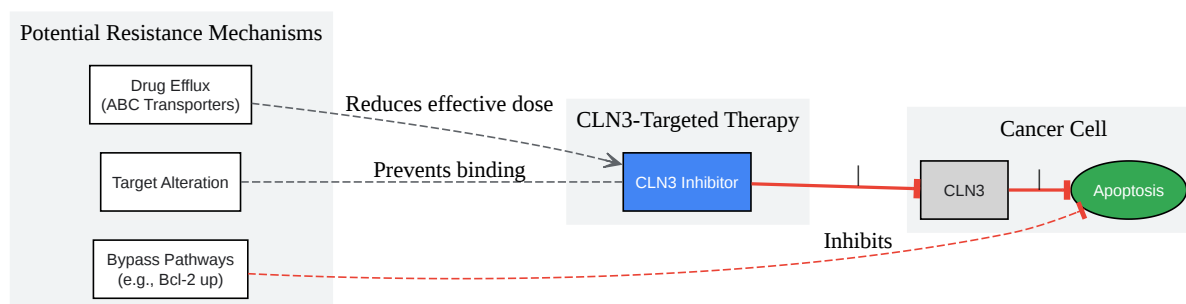 Potential Resistance Mechanisms
Drug Efflux
(ABC Transporters)
Target Alteration
Bypass Pathways
(e.g., Bcl-2 up)
Reduces effective dose
Prevents binding
CLN3-Targeted Therapy
CLN3 Inhibitor
Inhibits
Cancer Cell
CLN3
Apoptosis